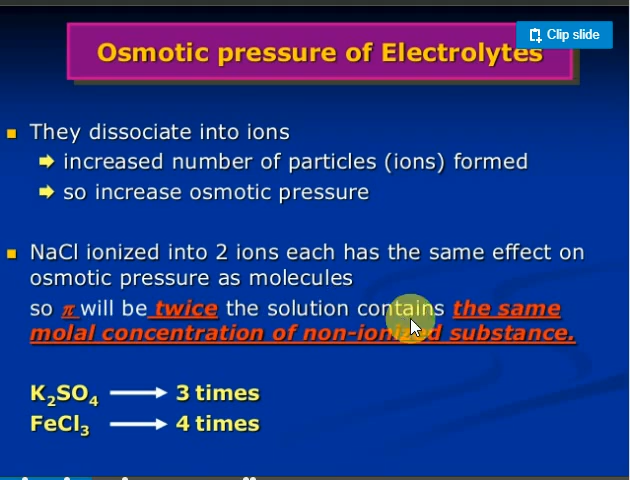 Clip slide
Osmotic pressure of Electrolytes
They dissociate into ions
increased number of particles (ions) formed
so increase osmotic pressure
NaCl ionized into 2 ions each has the same effect on
osmotic pressure as molecules
so π will be twice the solution contains the same
molal concentration of non-ionized substance.
K₂SO₄ → 3 times
FeCl₃ → 4 times